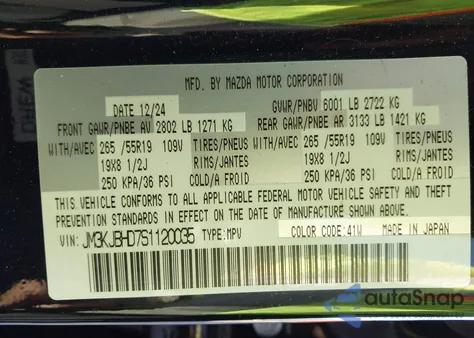 MFD. BY MAZDA MOTOR CORPORATION
DATE 12/24 GVWR/PNBV 6001 LB 2722 KG
FRONT GAWR/PNBE AV 2802 LB 1271 KG REAR GAWR/PNBE AR 3133 LB 1421 KG
WITH/AVEC 265 /55R19 109V TIRES/PNEUS WITH/AVEC 265 /55R19 109V TIRES/PNEUS
19X8 1/2J RIMS/JANTES 19X8 1/2J RIMS/JANTES
250 KPA/36 PSI COLD/A FROID 250 KPA/36 PSI COLD/A FROID
THIS VEHICLE CONFORMS TO ALL APPLICABLE FEDERAL MOTOR VEHICLE SAFETY AND THEFT
PREVENTION STANDARDS IN EFFECT ON THE DATE OF MANUFACTURE SHOWN ABOVE.
VIN: JM3KJBHD7S1120035 TYPE:MPV COLOR CODE:41W MADE IN JAPAN
autoSnap